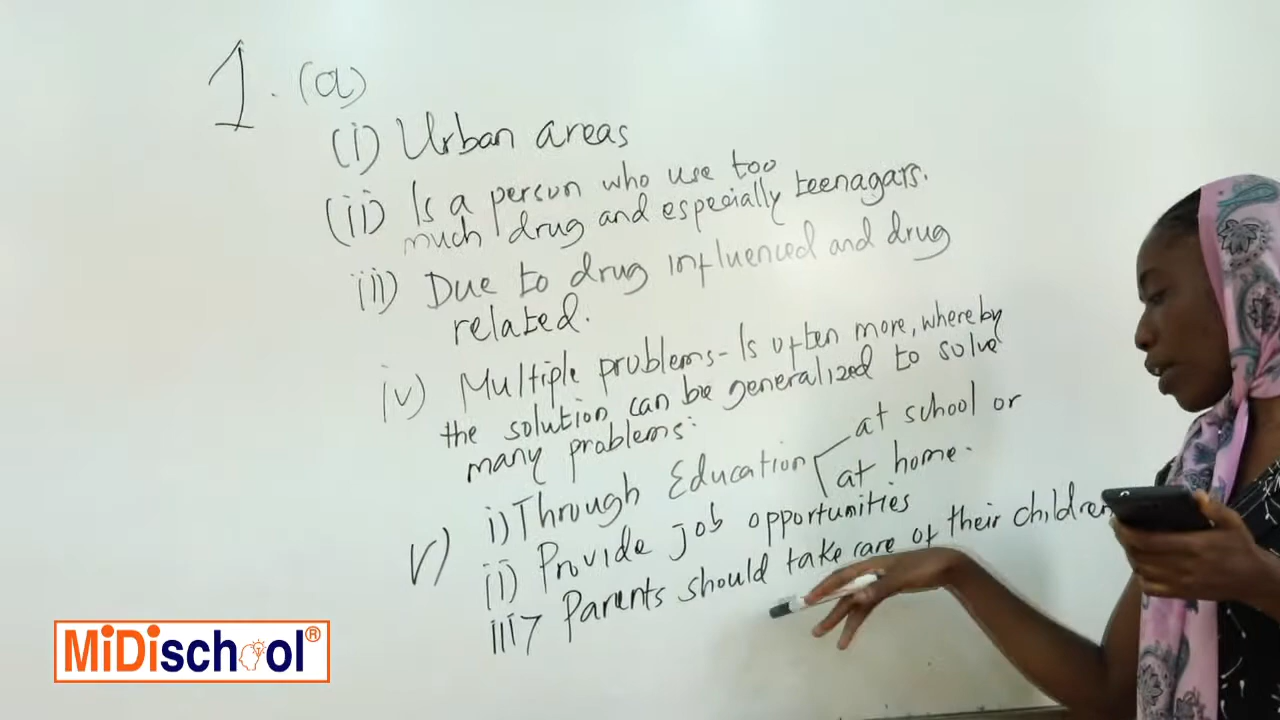 1. (a)
(i) Urban areas
(ii) Is a person who use too
much drug and especially teenagars.
iii) Due to drug influenced and drug
related.
iv) Multiple problems - Is often more, whereby
the solution can be generalized to solve
many problems:
v) i) Through Education at school or
at home.
(ii) Provide job opportunities
iii) Parents should take care of their children
MiDischool®